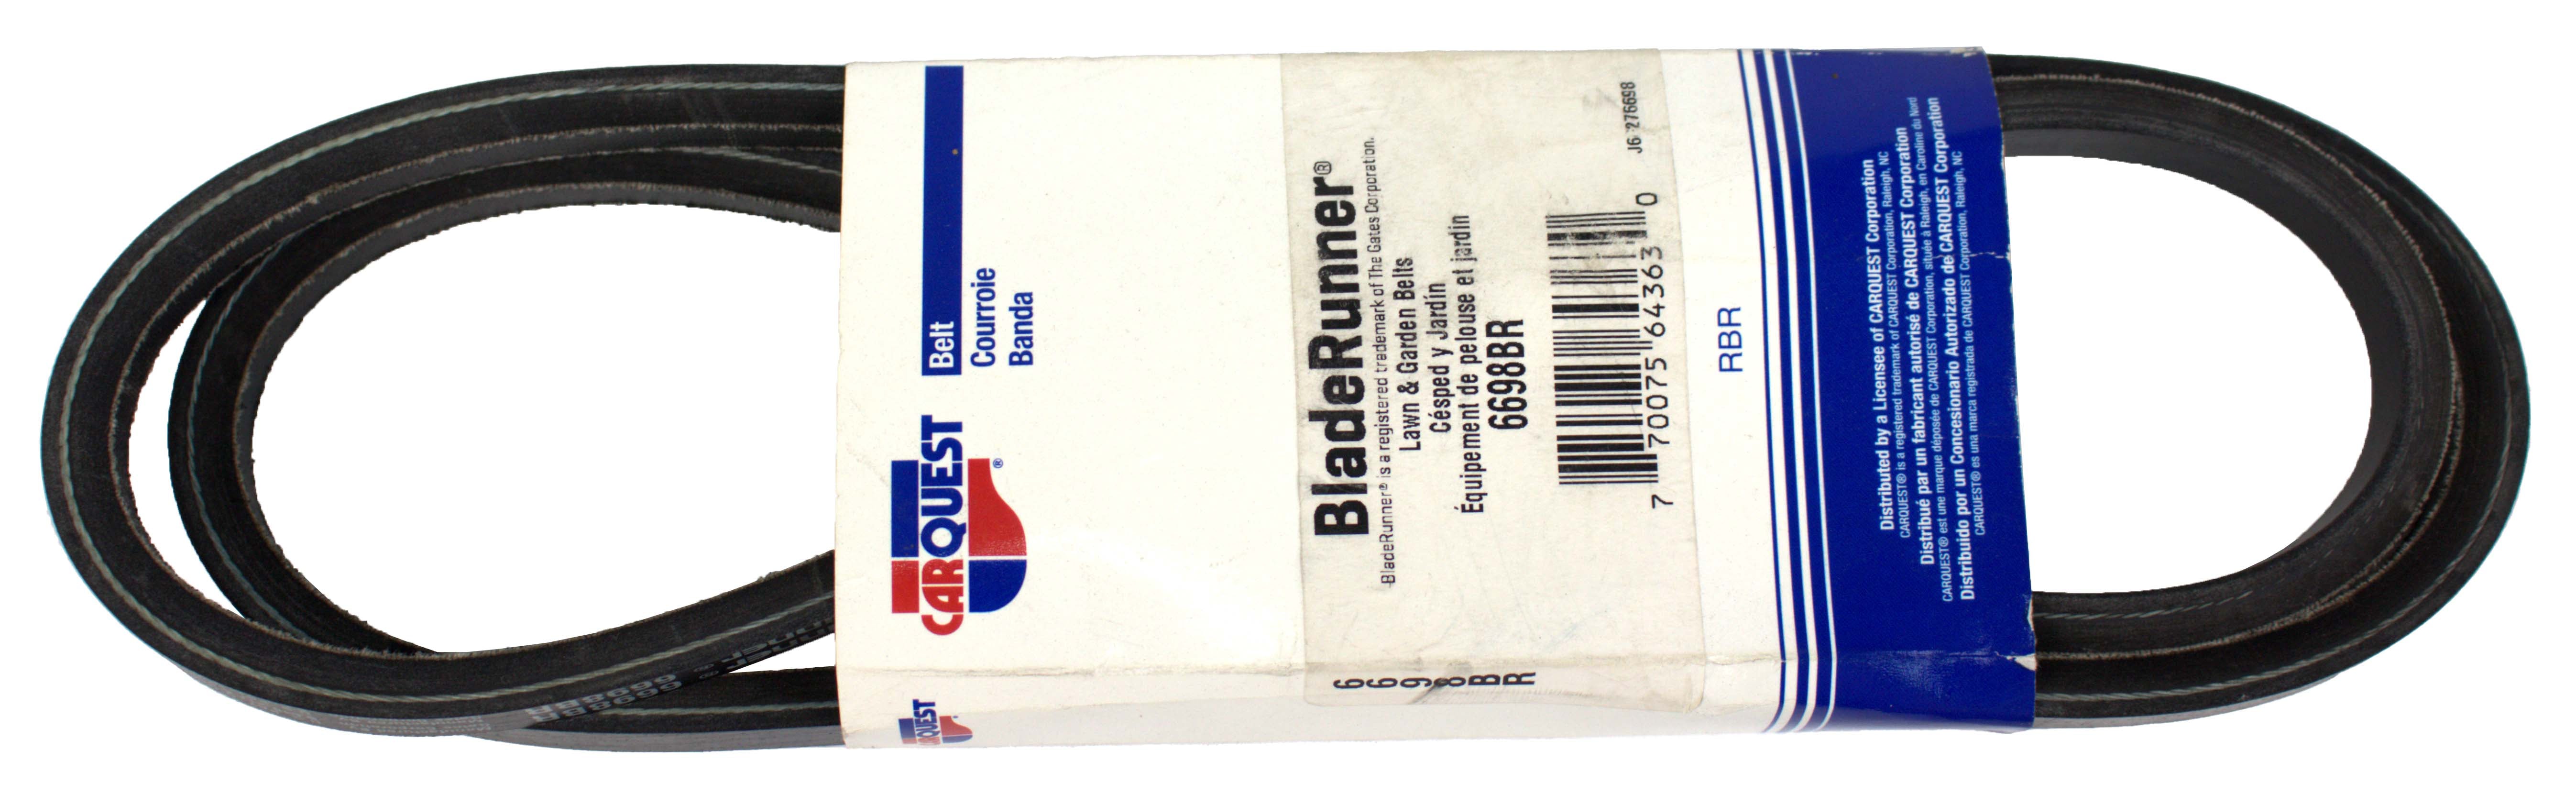 CARQUEST®
Belt
Courroie
Banda
BladeRunner®
BladeRunner® is a registered trademark of The Gates Corporation.
Lawn & Garden Belts
Césped y Jardín
Équipement de pelouse et jardin
6698BR
7 70075 64363 0
J6 276698
RBR
Distributed by a Licensee of CARQUEST Corporation
CARQUEST® is a registered trademark of CARQUEST Corporation, Raleigh, NC
Distribué par un fabricant autorisé de CARQUEST Corporation
CARQUEST® est une marque déposée de CARQUEST Corporation, située à Raleigh, en Caroline du Nord
Distribuido por un Concesionario Autorizado de CARQUEST Corporation
CARQUEST® es una marca registrada de CARQUEST Corporation, Raleigh, NC
CARQUEST
6698BR
6698BR